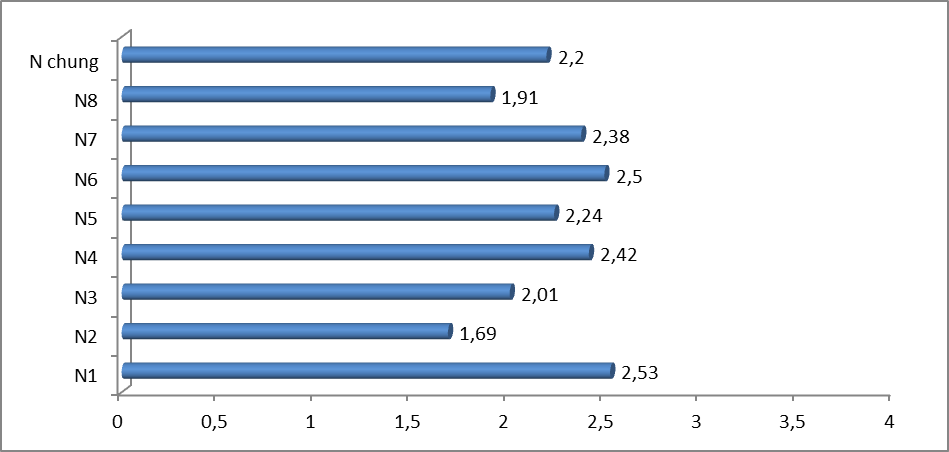 N chung 2,2
N8 1,91
N7 2,38
N6 2,5
N5 2,24
N4 2,42
N3 2,01
N2 1,69
N1 2,53
0 0,5 1 1,5 2 2,5 3 3,5 4